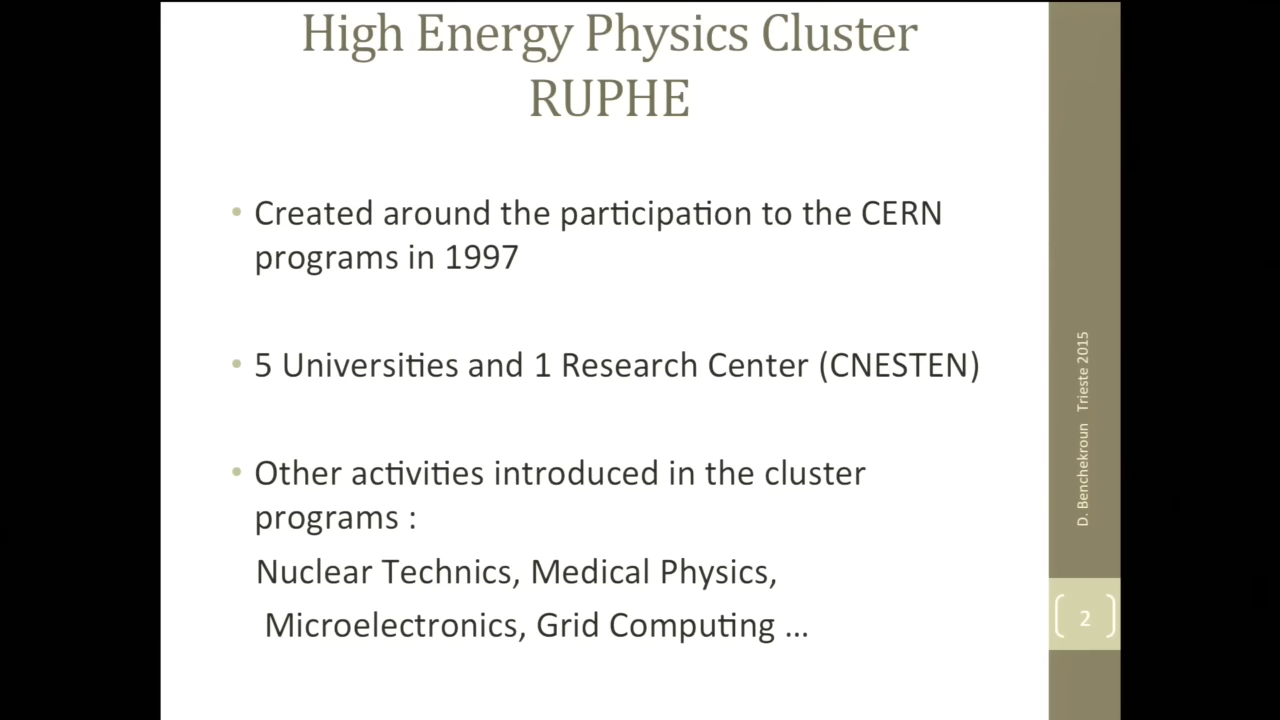 High Energy Physics Cluster
RUPHE
• Created around the participation to the CERN
programs in 1997
• 5 Universities and 1 Research Center (CNESTEN)
• Other activities introduced in the cluster
programs :
Nuclear Technics, Medical Physics,
Microelectronics, Grid Computing …
D. Benchekroun Trieste 2015
2